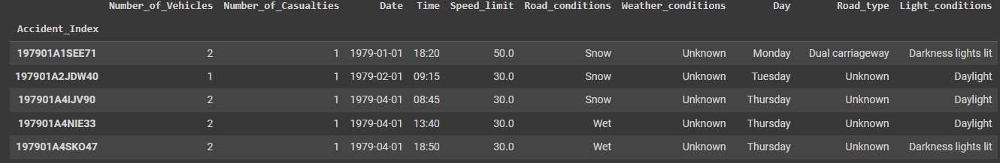 Number_of_Vehicles Number_of_Casualties Date Time Speed_limit Road_conditions Weather_conditions Day Road_type Light_conditions
Accident_Index
197901A1SEE71 2 1 1979-01-01 18:20 50.0 Snow Unknown Monday Dual carriageway Darkness lights lit
197901A2JDW40 1 1 1979-02-01 09:15 30.0 Snow Unknown Tuesday Unknown Daylight
197901A4IJV90 2 1 1979-04-01 08:45 30.0 Snow Unknown Thursday Unknown Daylight
197901A4NIE33 2 1 1979-04-01 13:40 30.0 Wet Unknown Thursday Unknown Daylight
197901A4SKO47 2 1 1979-04-01 18:50 30.0 Wet Unknown Thursday Unknown Darkness lights lit